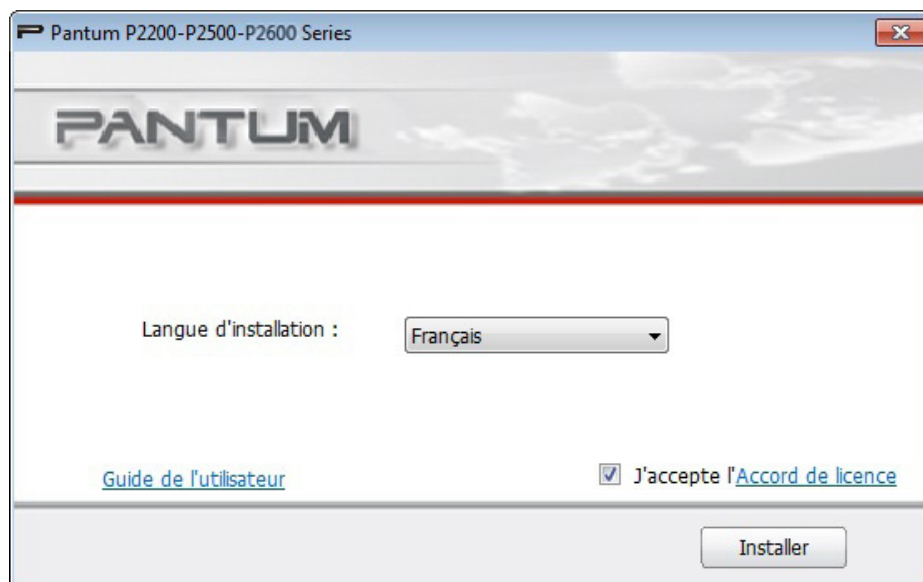 Pantum P2200-P2500-P2600 Series
PANTUM
Langue d'installation :
Français
Guide de l'utilisateur
J'accepte l'Accord de licence
Installer